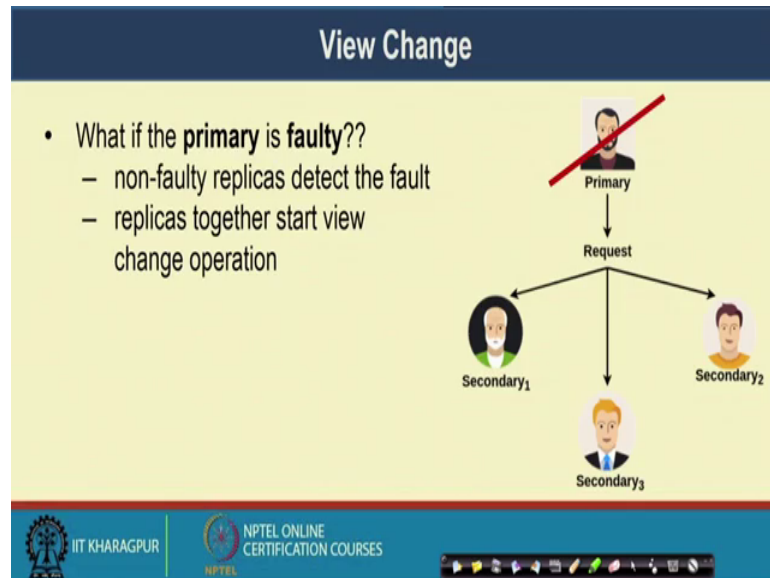 View Change
• What if the primary is faulty??
– non-faulty replicas detect the fault
– replicas together start view
change operation
Primary
Request
Secondary1
Secondary2
Secondary3
IIT KHARAGPUR
NPTEL
NPTEL ONLINE
CERTIFICATION COURSES